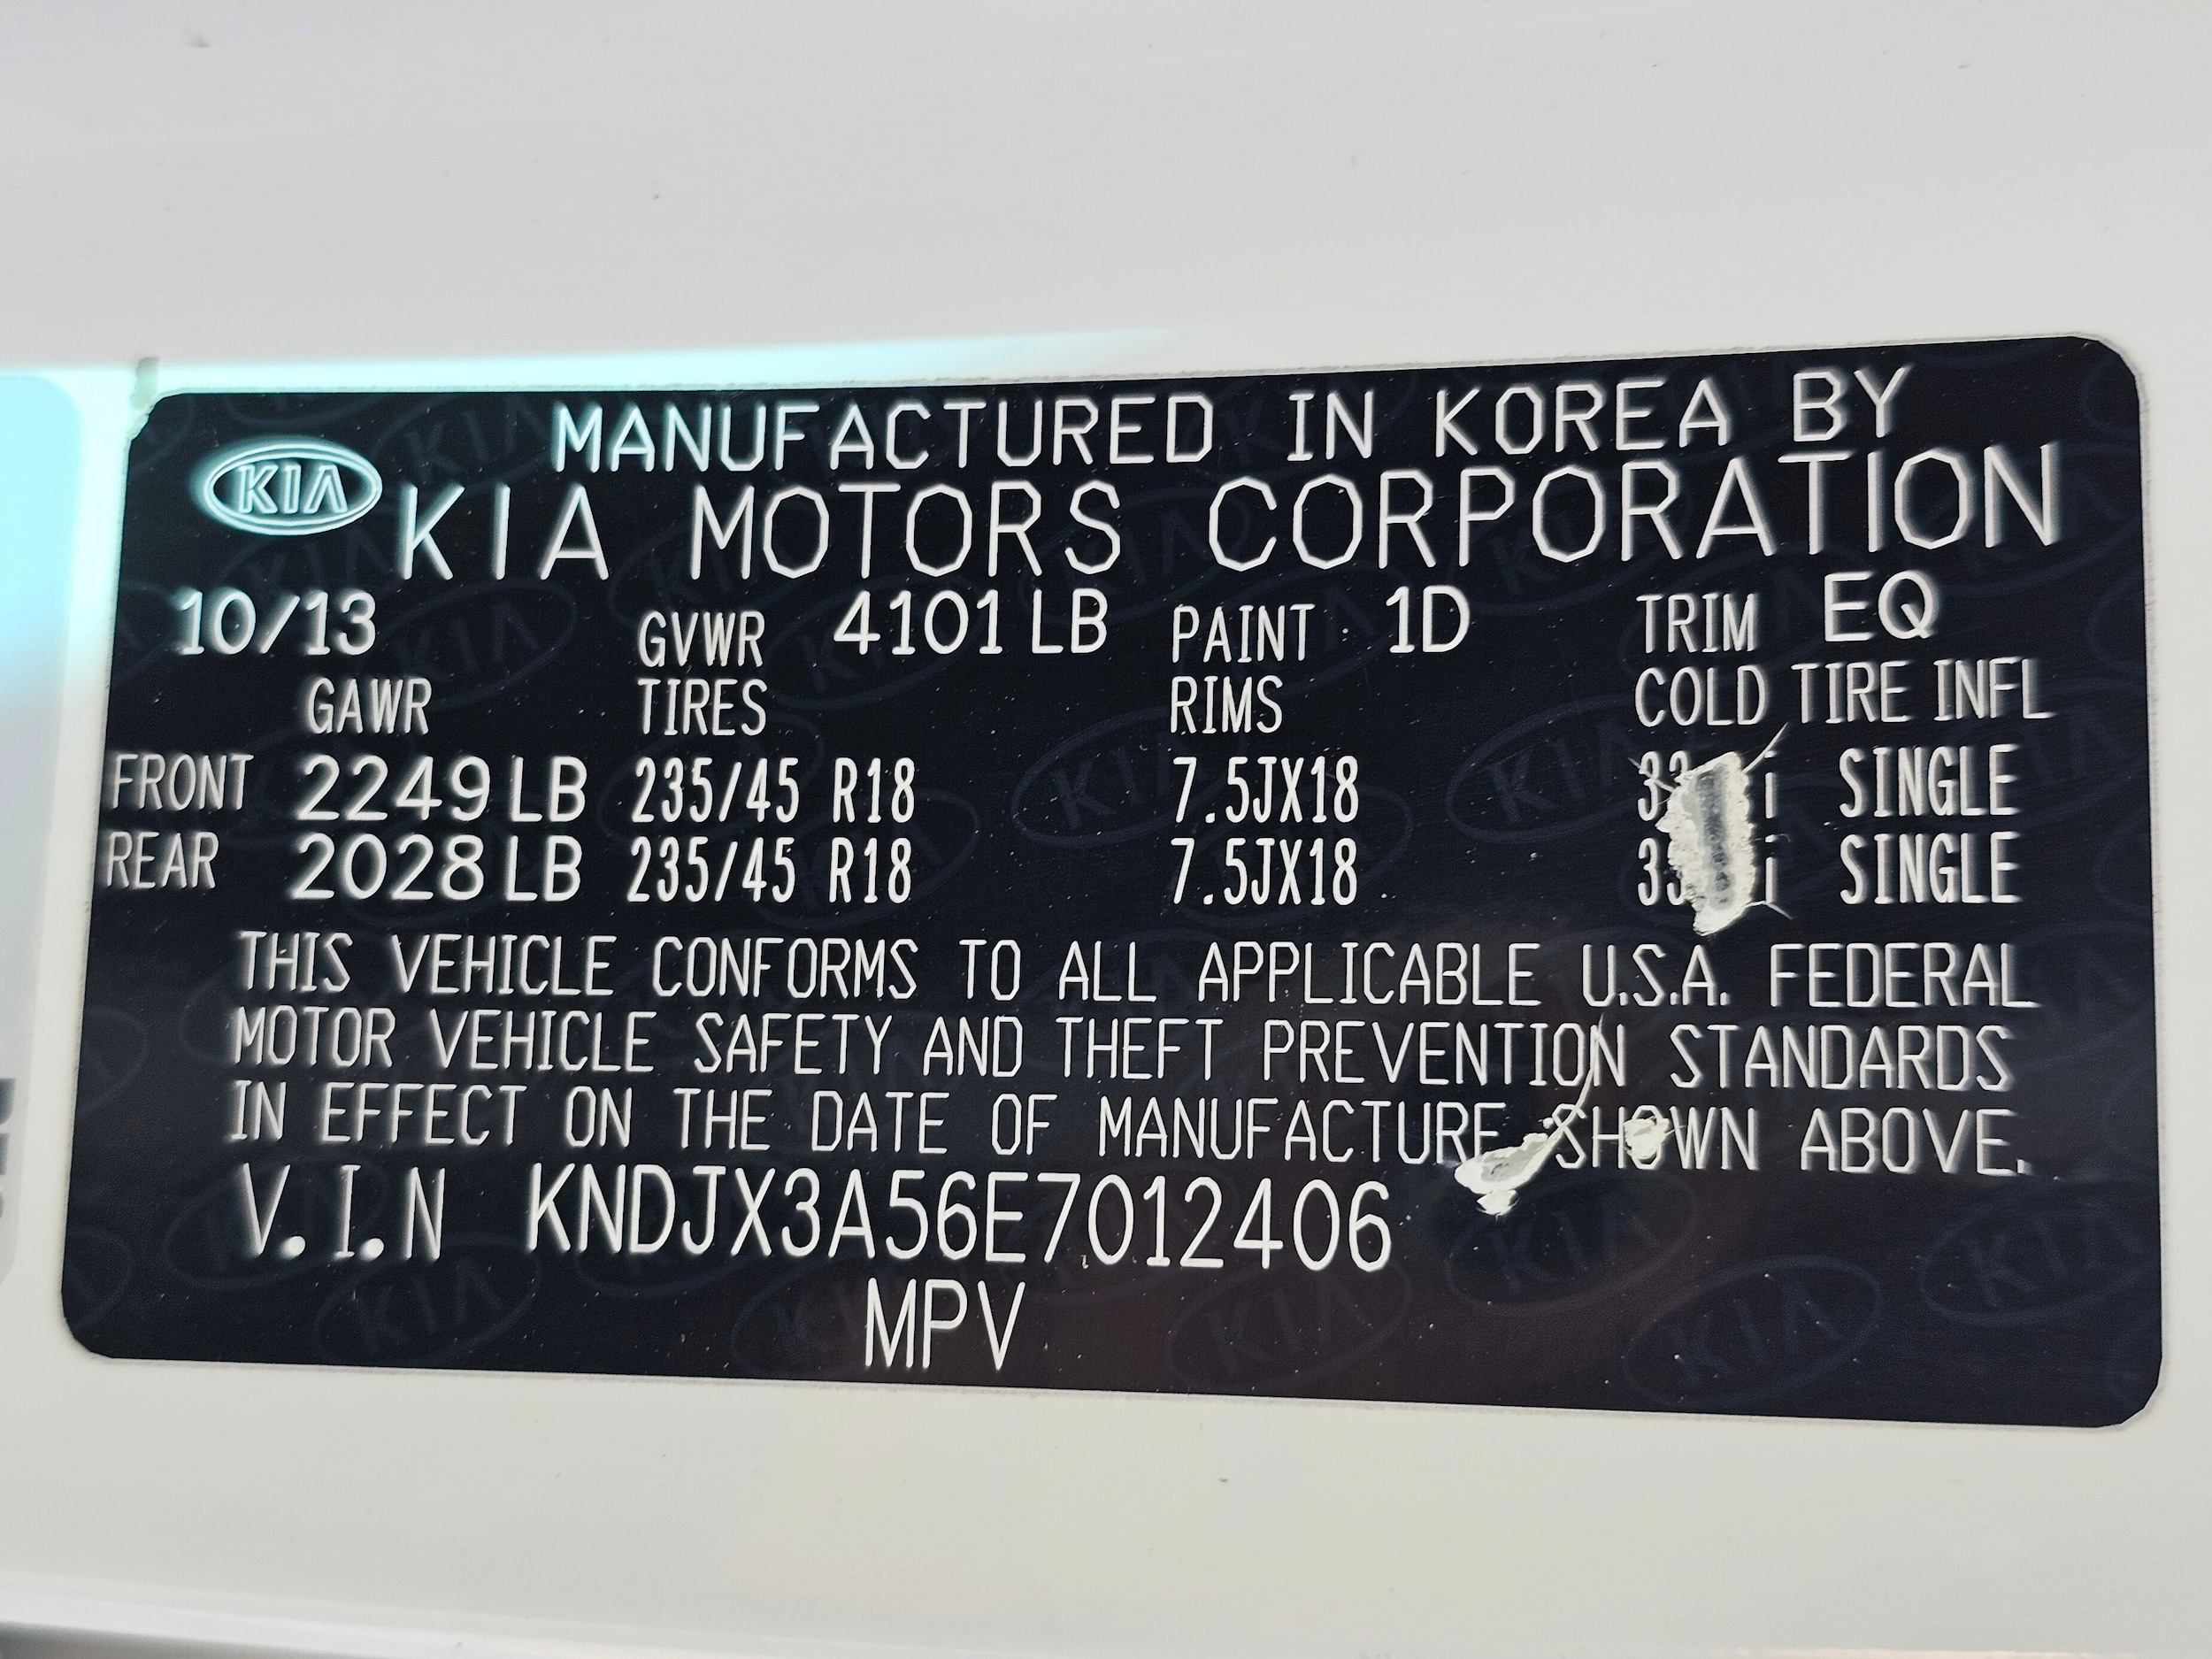 MANUFACTURED IN KOREA BY
KIA KIA MOTORS CORPORATION
10/13 GVWR 4101 LB PAINT 1D TRIM EQ
GAWR TIRES RIMS COLD TIRE INFL
FRONT 2249 LB 235/45 R18 7.5JX18 SINGLE
REAR 2028 LB 235/45 R18 7.5JX18 SINGLE
THIS VEHICLE CONFORMS TO ALL APPLICABLE U.S.A. FEDERAL
MOTOR VEHICLE SAFETY AND THEFT PREVENTION STANDARDS
IN EFFECT ON THE DATE OF MANUFACTURE SHOWN ABOVE.
V.I.N KNDJX3A56E7012406
MPV